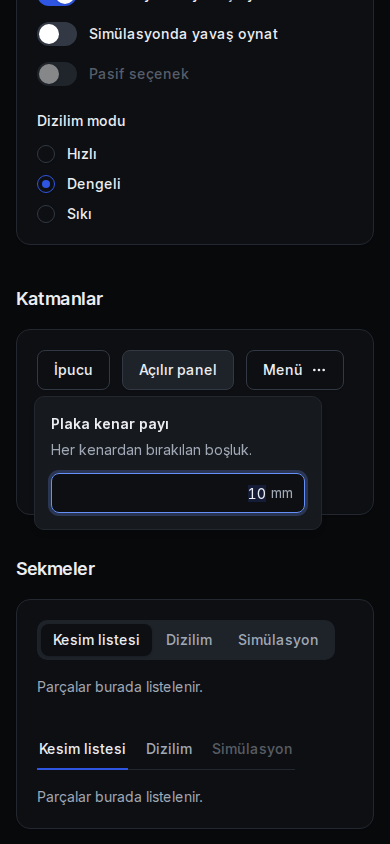 Simülasyonda yavaş oynat
Pasif seçenek
Dizilim modu
Hızlı
Dengeli
Sıkı
Katmanlar
İpucu
Açılır panel
Menü ···
Plaka kenar payı
Her kenardan bırakılan boşluk.
10 mm
Sekmeler
Kesim listesi Dizilim Simülasyon
Parçalar burada listelenir.
Kesim listesi Dizilim Simülasyon
Parçalar burada listelenir.